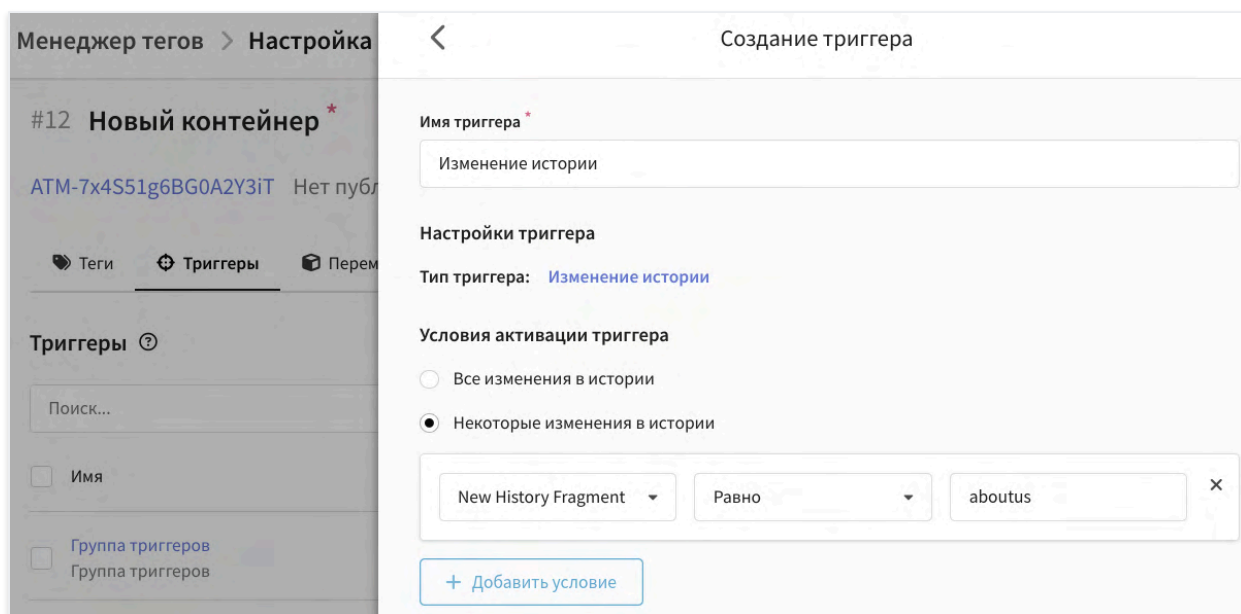 Менеджер тегов > Настройка
#12 Новый контейнер *
ATM-7x4S51g6BG0A2Y3iT Нет публ
Теги Триггеры Перем
Триггеры
Поиск...
Имя
Группа триггеров
Группа триггеров
Создание триггера
Имя триггера *
Изменение истории
Настройки триггера
Тип триггера: Изменение истории
Условия активации триггера
Все изменения в истории
Некоторые изменения в истории
New History Fragment Равно aboutus
+ Добавить условие